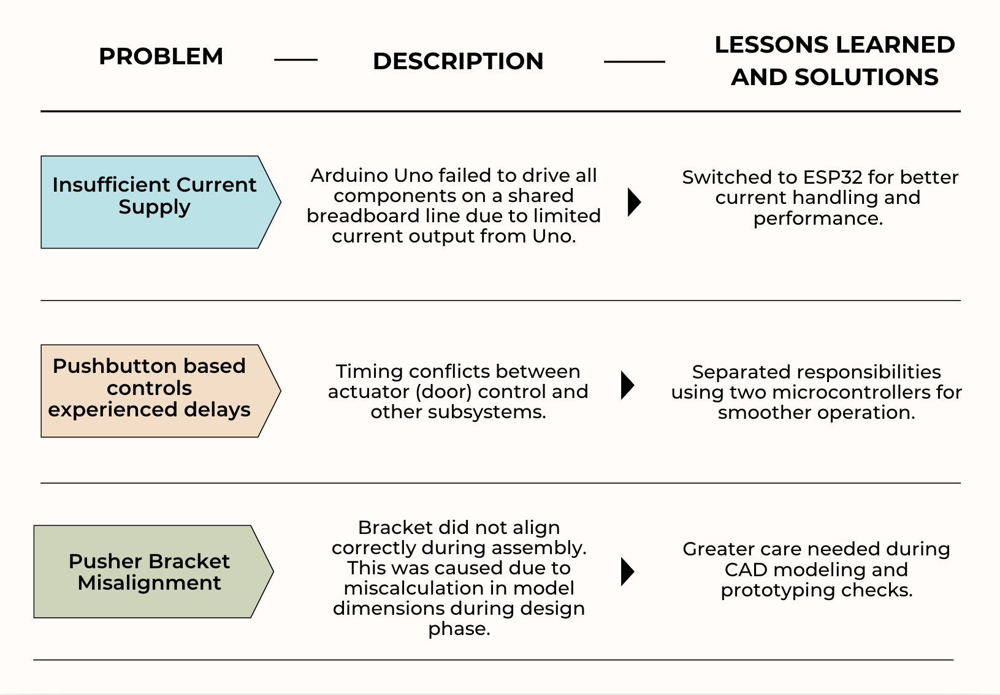 PROBLEM
DESCRIPTION
LESSONS LEARNED
AND SOLUTIONS
Insufficient Current
Supply
Arduino Uno failed to drive all
components on a shared
breadboard line due to limited
current output from Uno.
Switched to ESP32 for better
current handling and
performance.
Pushbutton based
controls
experienced delays
Timing conflicts between
actuator (door) control and
other subsystems.
Separated responsibilities
using two microcontrollers for
smoother operation.
Pusher Bracket
Misalignment
Bracket did not align
correctly during assembly.
This was caused due to
miscalculation in model
dimensions during design
phase.
Greater care needed during
CAD modeling and
prototyping checks.